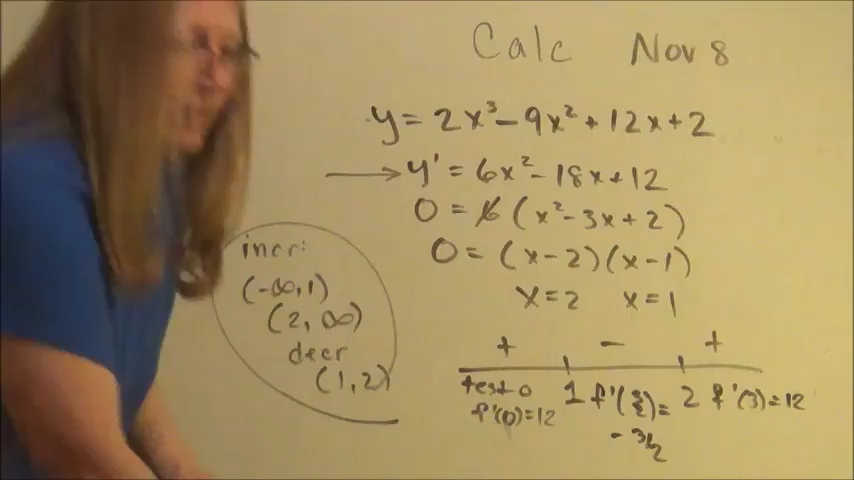 Calc Nov 8
y = 2x³ - 9x² + 12x + 2
→ y' = 6x² - 18x + 12
0 = 6(x² - 3x + 2)
0 = (x-2)(x-1)
x=2 x=1
incr:
(-∞, 1)
(2, ∞)
decr
(1, 2)
+ - +
test 0 1 f'(3/2) = 2 f'(3) = 12
f'(0) = 12
- 3/2